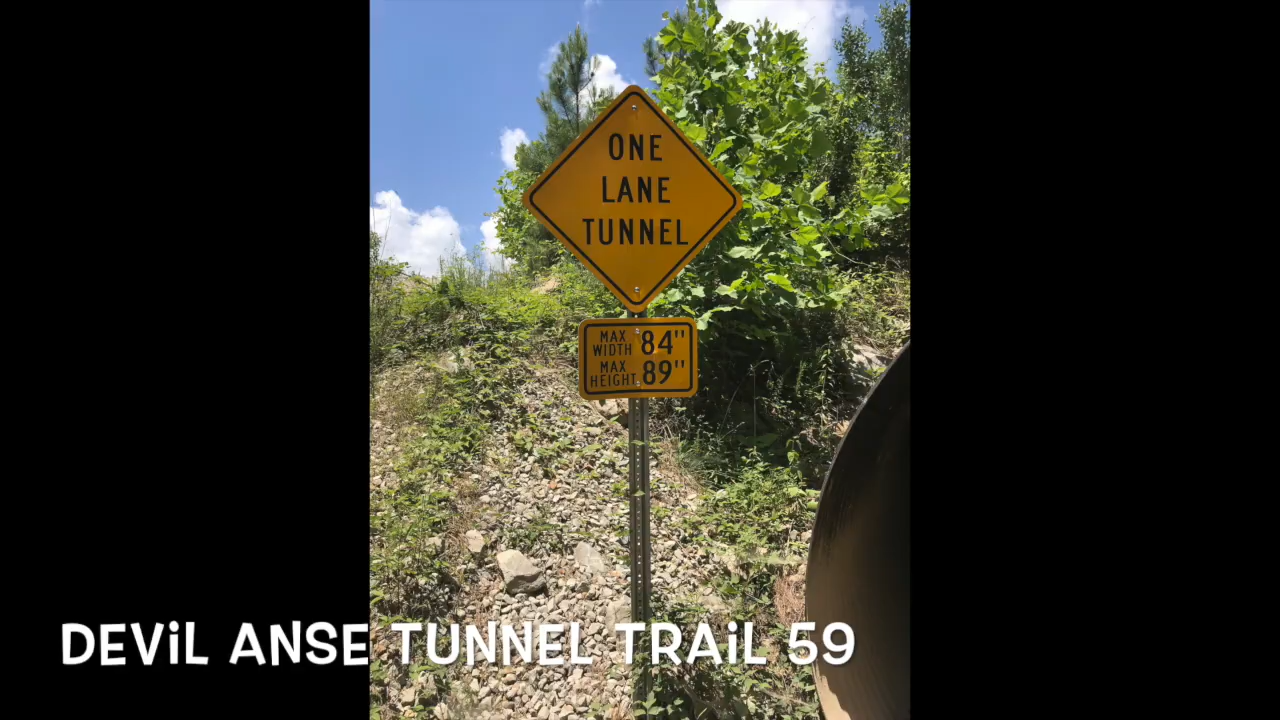 ONE
LANE
TUNNEL
MAX
WIDTH 84"
MAX
HEIGHT 89"
DEViL ANSE TUNNEL TRAiL 59